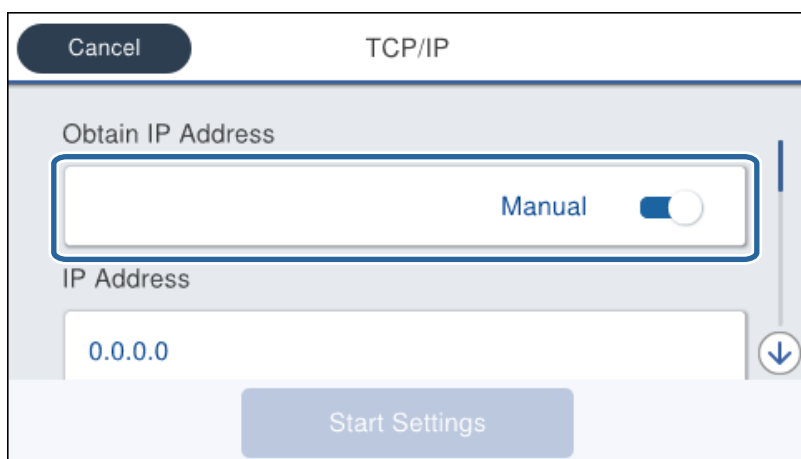 Cancel
TCP/IP
Obtain IP Address
Manual
IP Address
0.0.0.0
Start Settings